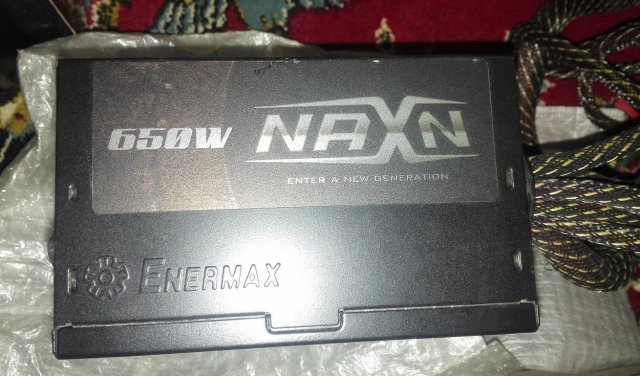 650W NAXN
ENTER A NEW GENERATION
ENERMAX